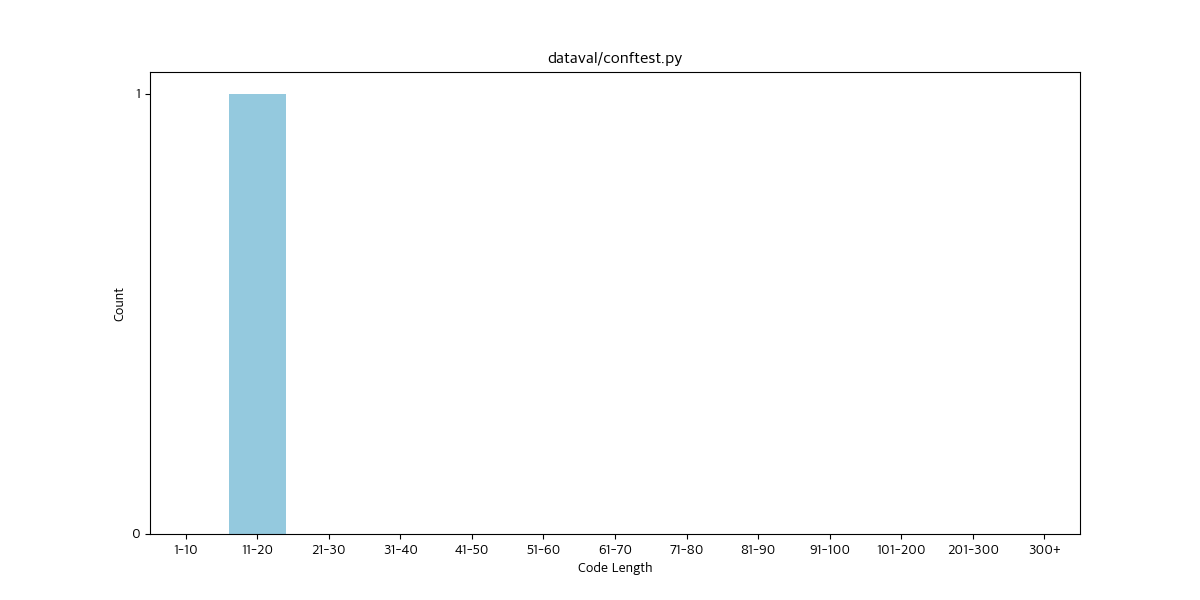 dataval/conftest.py
1
Count
0
1-10 11-20 21-30 31-40 41-50 51-60 61-70 71-80 81-90 91-100 101-200 201-300 300+
Code Length